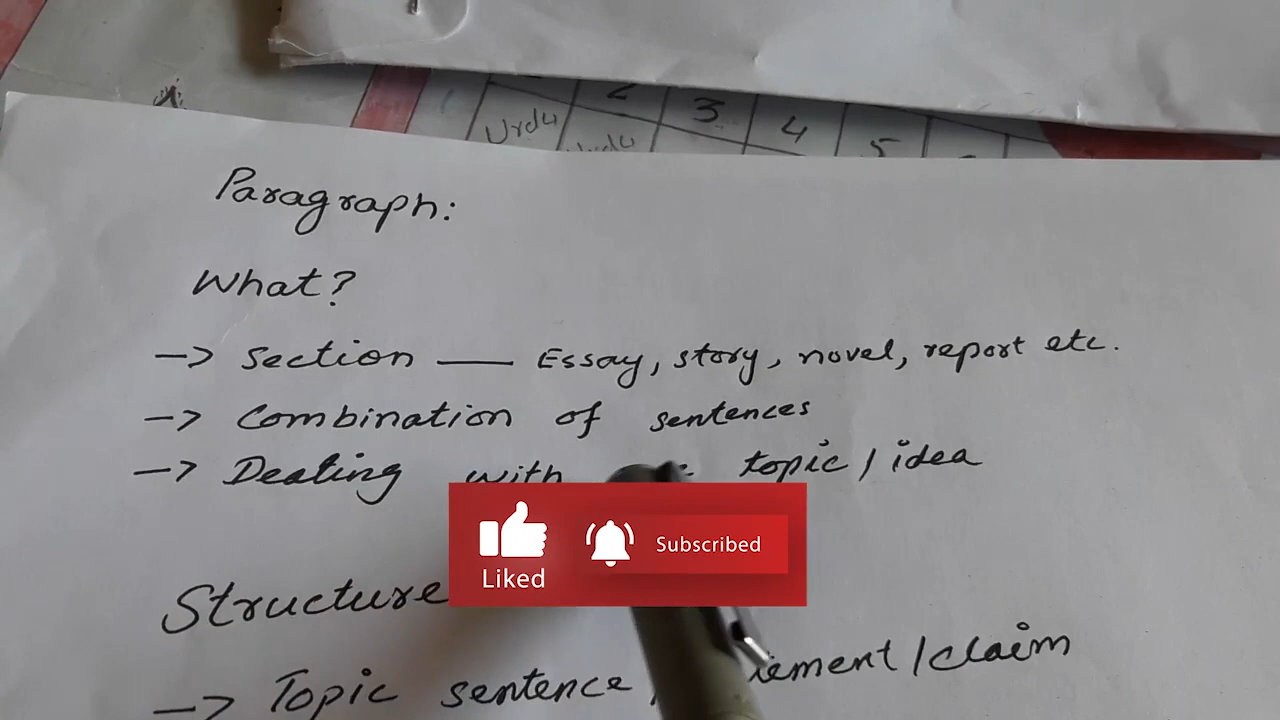 2 3 4 5
Urdu Urdu
Paragraph:
What?
-> Section — Essay, story, novel, report etc.
-> Combination of sentences
-> Dealing with topic / idea
Liked
Subscribed
Structure
-> Topic sentence / claim